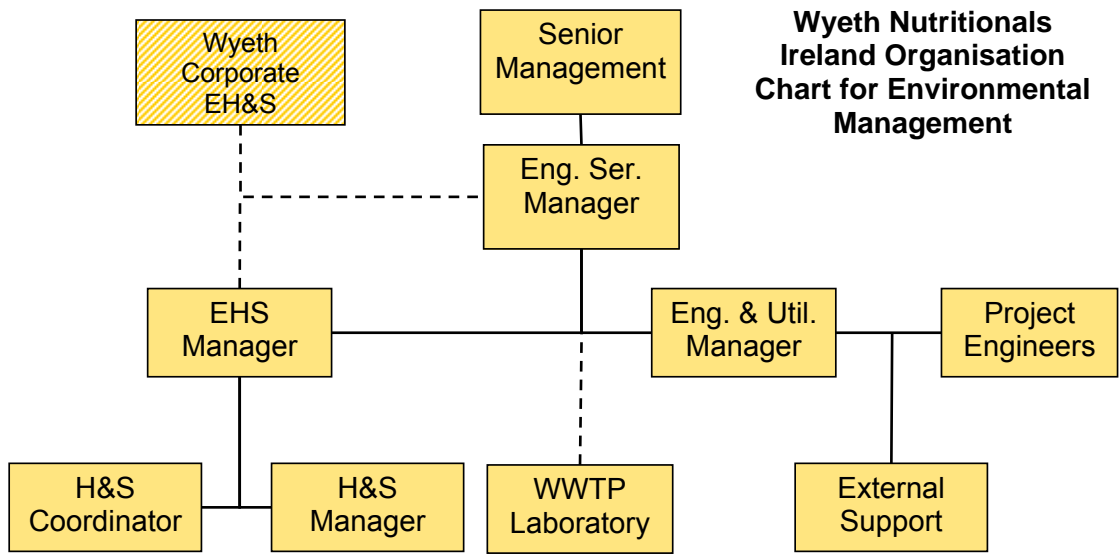 Wyeth
Corporate
EH&S
Senior
Management
Wyeth Nutritionals
Ireland Organisation
Chart for Environmental
Management
Eng. Ser.
Manager
EHS
Manager
Eng. & Util.
Manager
Project
Engineers
H&S
Coordinator
H&S
Manager
WWTP
Laboratory
External
Support